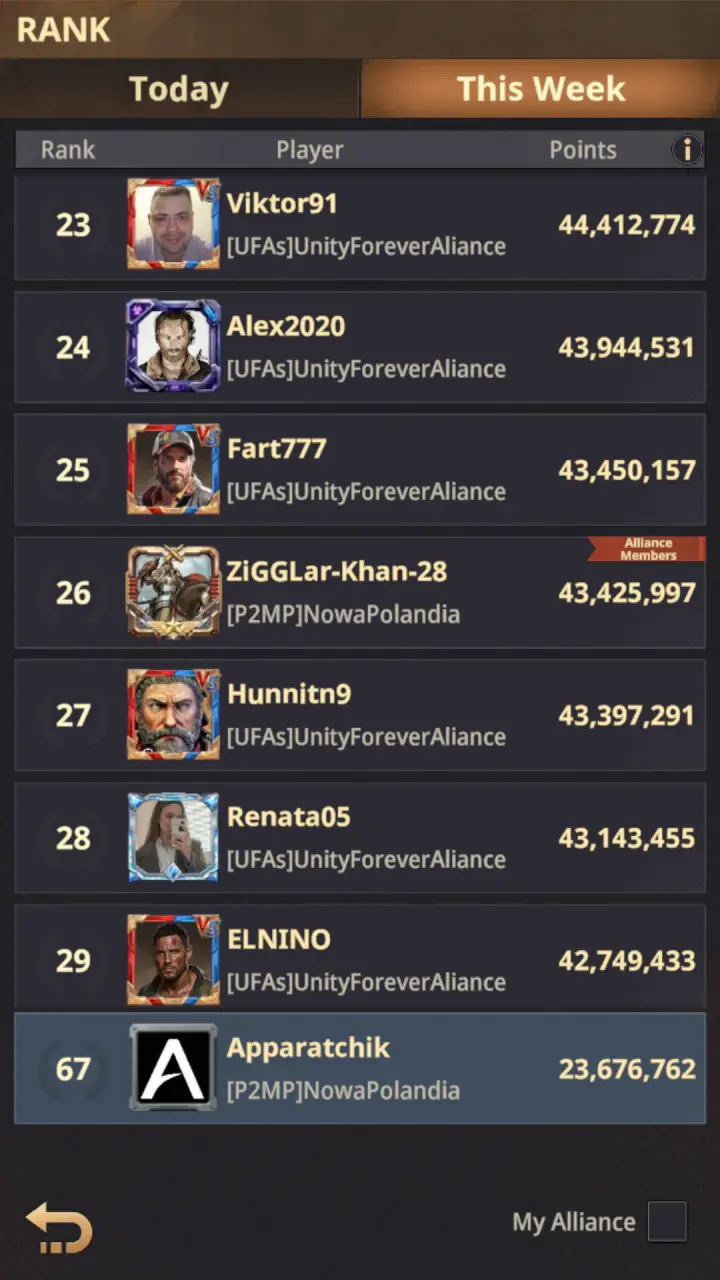 RANK
Today
This Week
Rank
Player
Points
i
23
Viktor91
[UFAs]UnityForeverAliance
44,412,774
24
Alex2020
[UFAs]UnityForeverAliance
43,944,531
25
Fart777
[UFAs]UnityForeverAliance
43,450,157
Alliance
Members
26
ZiGGLar-Khan-28
[P2MP]NowaPolandia
43,425,997
27
Hunnitn9
[UFAs]UnityForeverAliance
43,397,291
28
Renata05
[UFAs]UnityForeverAliance
43,143,455
29
ELNINO
[UFAs]UnityForeverAliance
42,749,433
67
Apparatchik
[P2MP]NowaPolandia
23,676,762
My Alliance